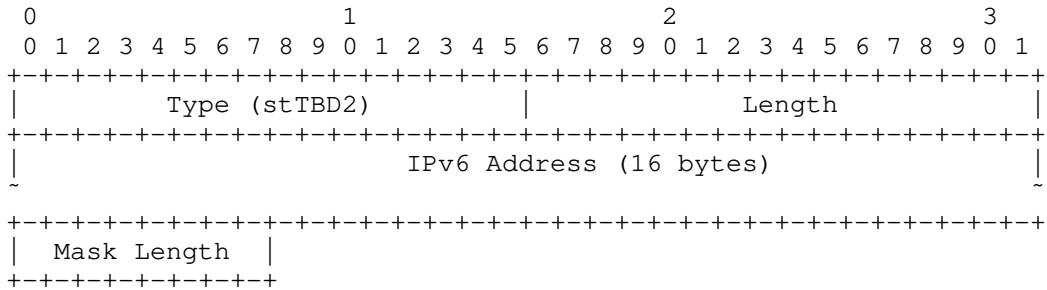 0                   1                   2                   3
 0 1 2 3 4 5 6 7 8 9 0 1 2 3 4 5 6 7 8 9 0 1 2 3 4 5 6 7 8 9 0 1
+-+-+-+-+-+-+-+-+-+-+-+-+-+-+-+-+-+-+-+-+-+-+-+-+-+-+-+-+-+-+-+-+
|         Type (stTBD2)         |             Length            |
+-+-+-+-+-+-+-+-+-+-+-+-+-+-+-+-+-+-+-+-+-+-+-+-+-+-+-+-+-+-+-+-+
|                        IPv6 Address (16 bytes)                |
~                                                               ~
+-+-+-+-+-+-+-+-+-+-+-+-+-+-+-+-+-+-+-+-+-+-+-+-+-+-+-+-+-+-+-+-+
|  Mask Length  |
+-+-+-+-+-+-+-+-+